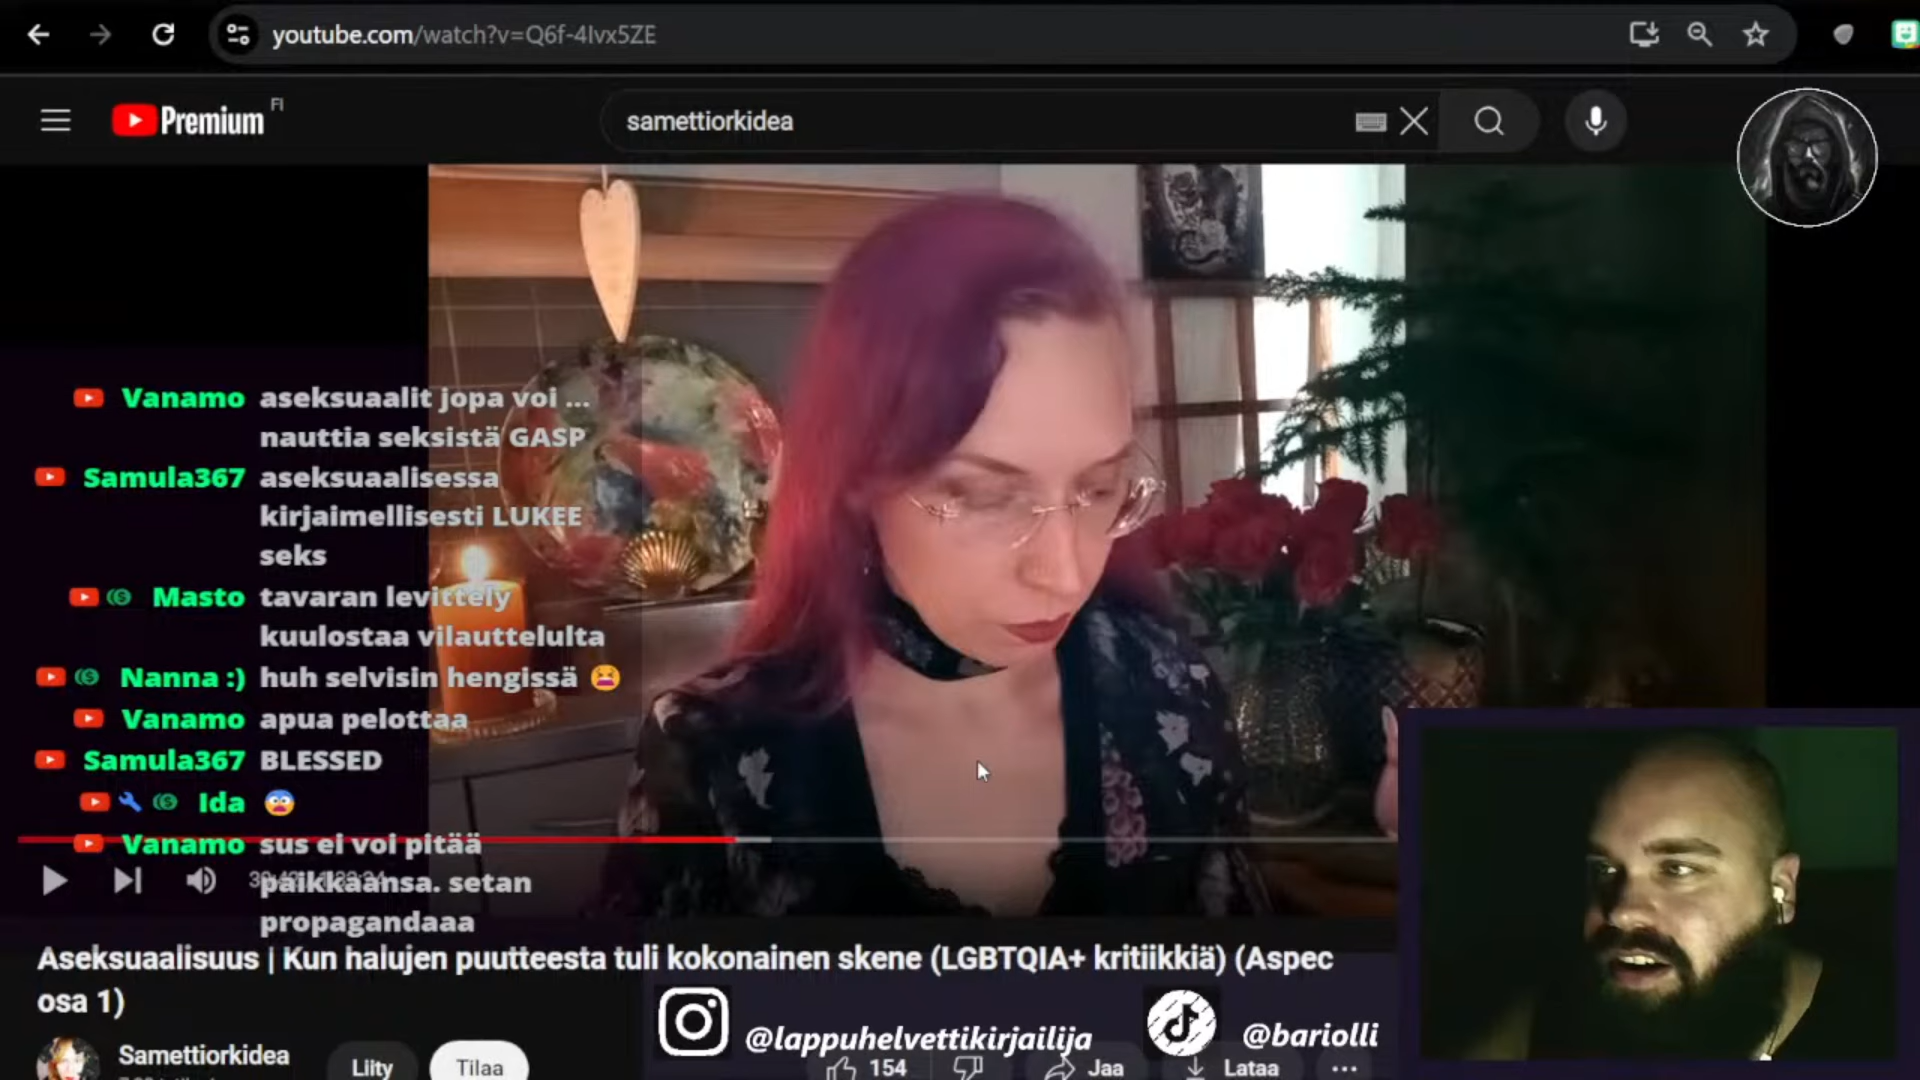 youtube.com/watch?v=Q6f-4lvx5ZE
Premium FI
samettiorkidea
Vanamo aseksuaalit jopa voi ...
nauttia seksistä GASP
Samula367 aseksuaalisessa
kirjaimellisesti LUKEE
seks
Masto tavaran levittely
kuulostaa vilauttelulta
Nanna :) huh selvisin hengissä
Vanamo apua pelottaa
Samula367 BLESSED
Ida
Vanamo sus ei voi pitää
paikkaansa. setan
propagandaaa
Aseksuaalisuus | Kun halujen puutteesta tuli kokonainen skene (LGBTQIA+ kritiikkiä) (Aspec
osa 1)
@lappuhelvettikirjailija
@bariolli
Samettiorkidea
Liity
Tilaa
154
Jaa
Lataa